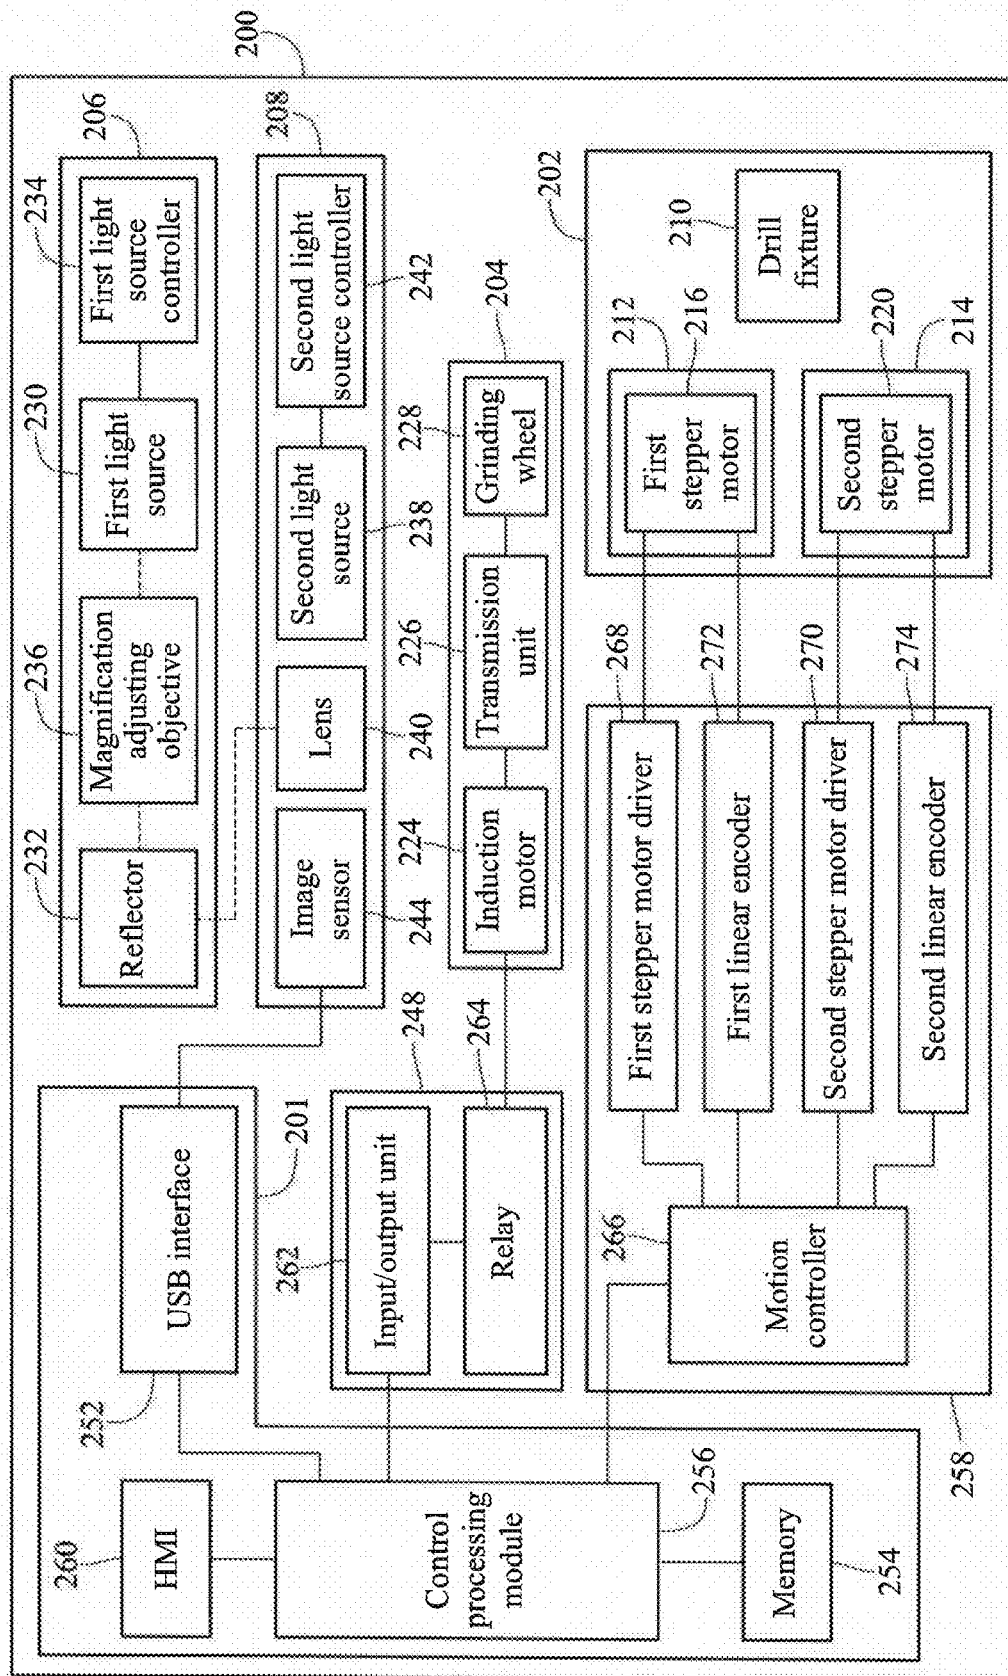 200
206
234
First light
source
controller
230
First light
source
236
Magnification
adjusting
objective
232
Reflector
208
Second light
source controller
242
Second light
source
238
Lens
240
Image
sensor
244
204
228
Grinding
wheel
226
Transmission
unit
224
Induction
motor
202
210
Drill
fixture
212
216
First
stepper
motor
220
214
Second
stepper
motor
268
First stepper motor driver
272
First linear encoder
270
Second stepper motor driver
274
Second linear encoder
266
Motion
controller
258
248
264
Relay
262
Input/output unit
201
USB interface
252
260
HMI
Control
processing
module
256
Memory
254